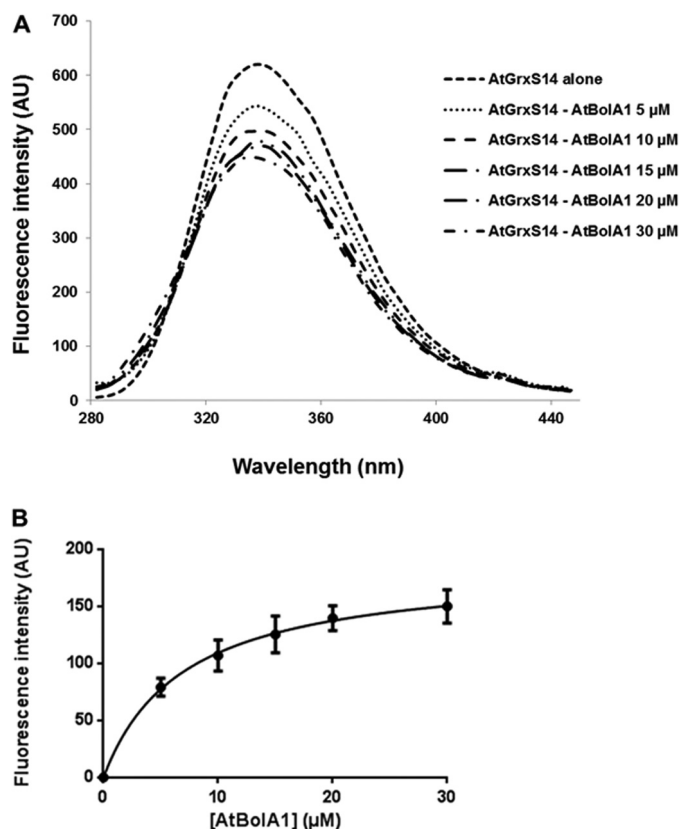 A
Fluorescence intensity (AU)
700
600
500
400
300
200
100
0
280
320
360
400
440
Wavelength (nm)
AtGrxS14 alone
AtGrxS14 - AtBolA1 5 µM
AtGrxS14 - AtBolA1 10 µM
AtGrxS14 - AtBolA1 15 µM
AtGrxS14 - AtBolA1 20 µM
AtGrxS14 - AtBolA1 30 µM
B
Fluorescence intensity (AU)
200
150
100
50
0
0
10
20
30
[AtBolA1] (µM)